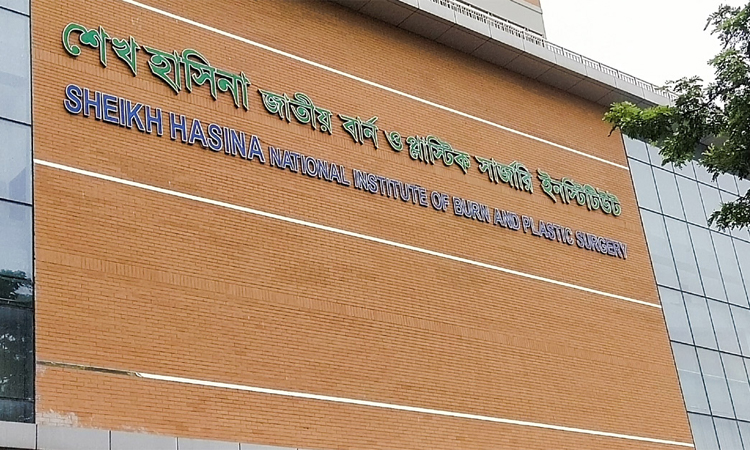 শেখ হাসিনা জাতীয় বার্ন ও প্লাস্টিক সার্জারি ইনস্টিটিউট
SHEIKH HASINA NATIONAL INSTITUTE OF BURN AND PLASTIC SURGERY